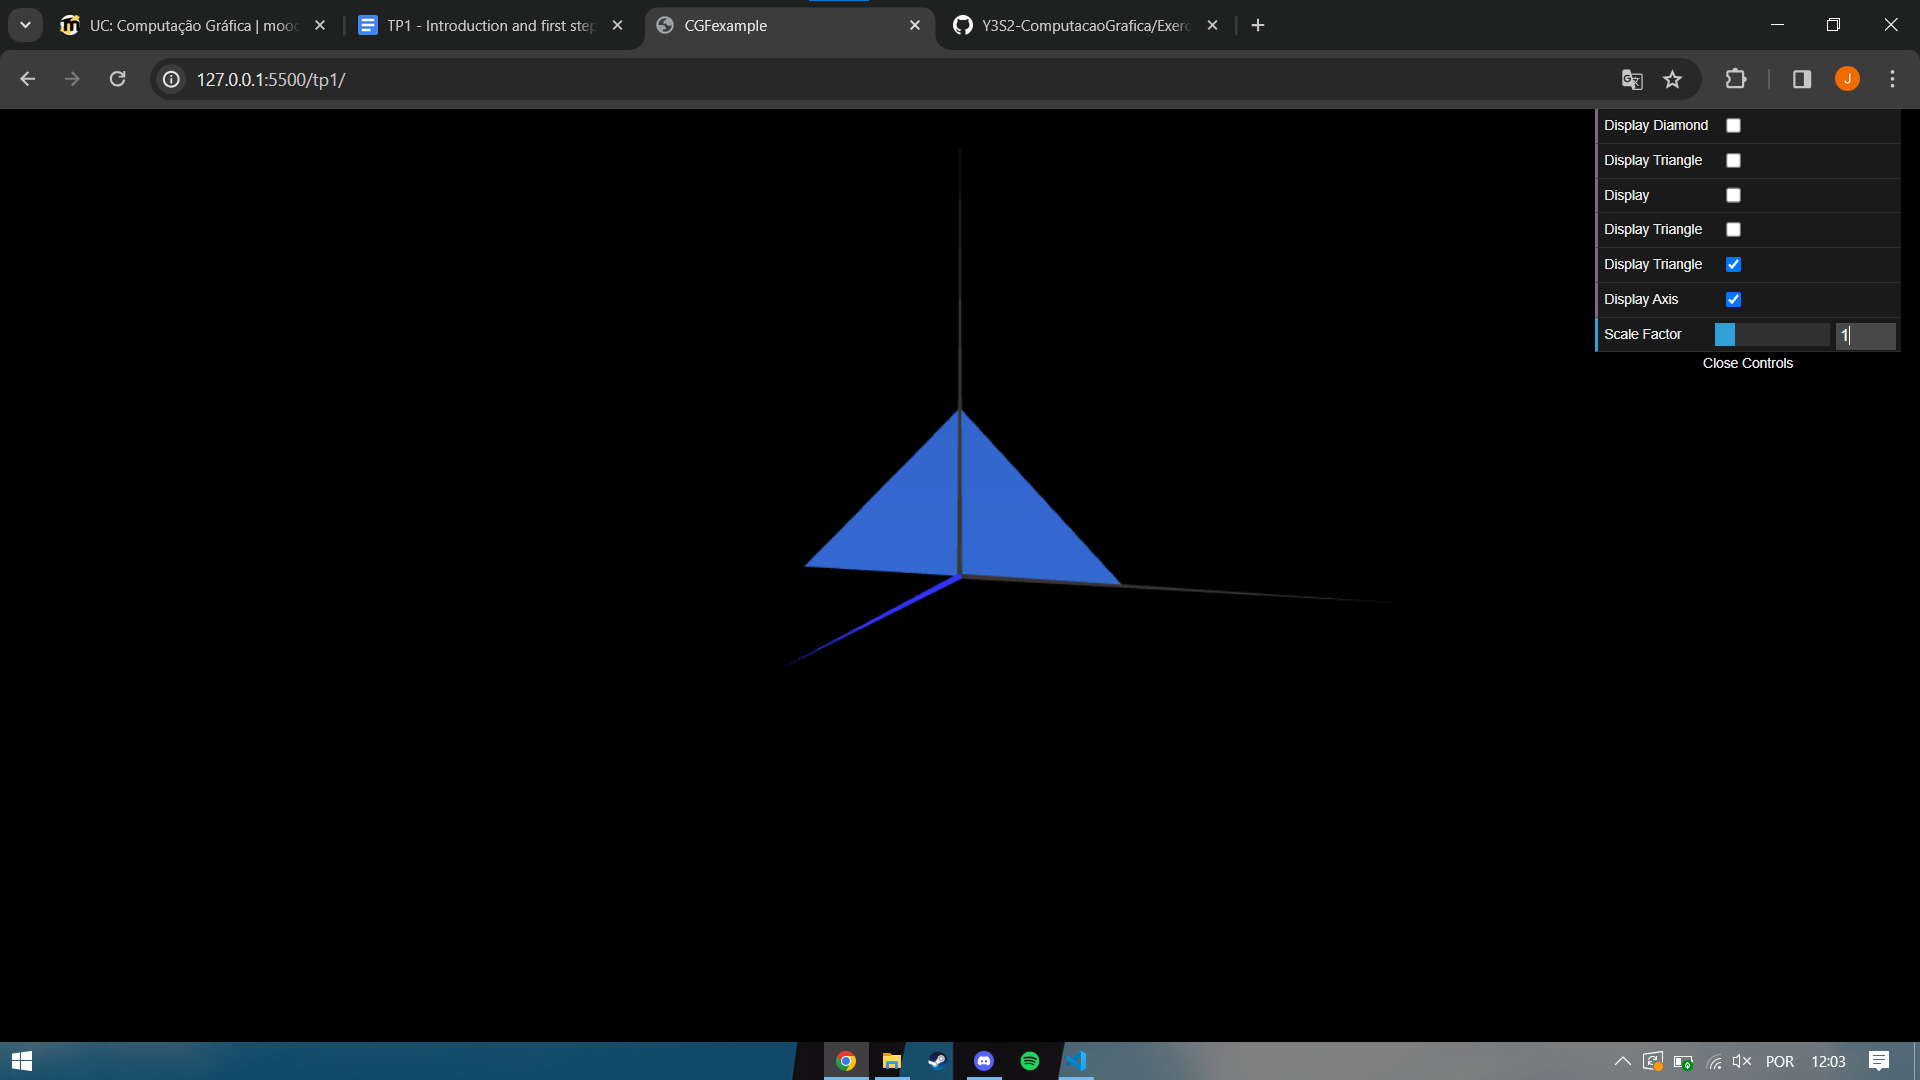 UC: Computação Gráfica | moo
TP1 - Introduction and first step
CGFexample
Y3S2-ComputacaoGrafica/Exerc
127.0.0.1:5500/tp1/
J
Display Diamond
Display Triangle
Display
Display Triangle
Display Triangle
Display Axis
Scale Factor 1
Close Controls
POR 12:03